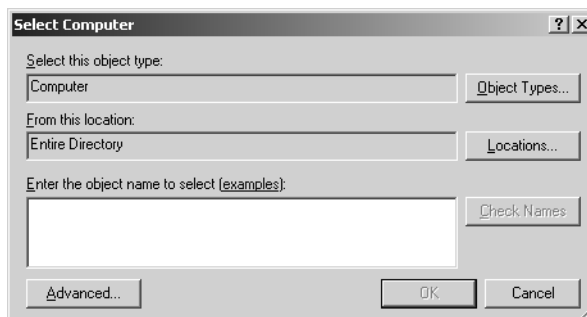 Select Computer
Select this object type:
Computer
Object Types...
From this location:
Entire Directory
Locations...
Enter the object name to select (examples):
Check Names
Advanced...
OK
Cancel